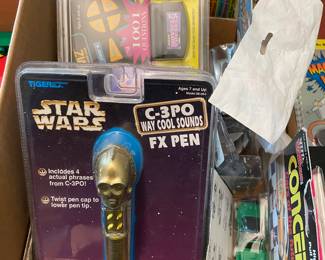 1001
QUESTIONS
TIGER
Ages 7 and Up!
STAR
WARS
C-3PO
WAY COOL SOUNDS
FX PEN
Includes 4
actual phrases
from C-3PO!
Twist pen cap to
lower pen tip.
CONCE